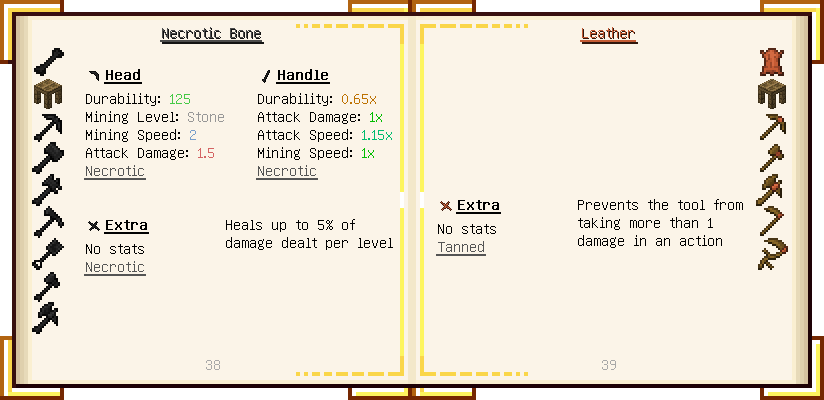 Necrotic Bone
Head
Durability: 125
Mining Level: Stone
Mining Speed: 2
Attack Damage: 1.5
Necrotic
Handle
Durability: 0.65x
Attack Damage: 1x
Attack Speed: 1.15x
Mining Speed: 1x
Necrotic
Extra
No stats
Necrotic
Heals up to 5% of
damage dealt per level
38
Leather
Extra
No stats
Tanned
Prevents the tool from
taking more than 1
damage in an action
39